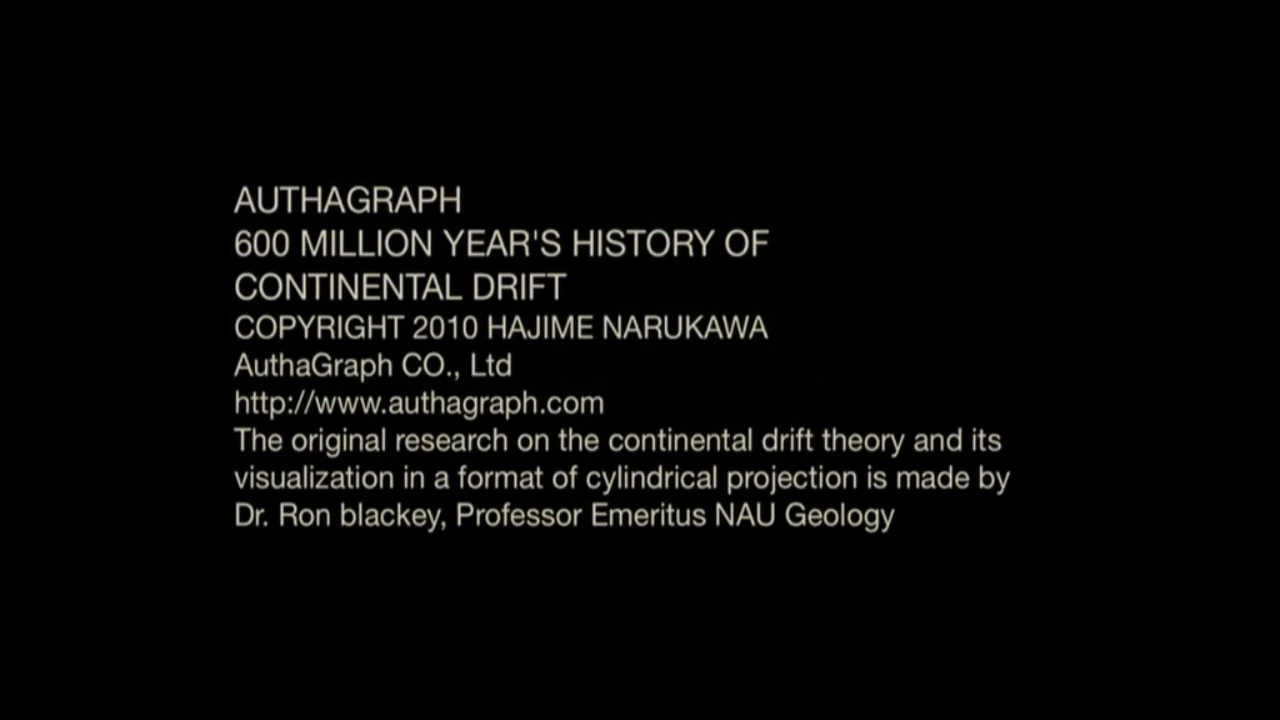 AUTHAGRAPH
600 MILLION YEAR'S HISTORY OF
CONTINENTAL DRIFT
COPYRIGHT 2010 HAJIME NARUKAWA
AuthaGraph CO., Ltd
http://www.authagraph.com
The original research on the continental drift theory and its
visualization in a format of cylindrical projection is made by
Dr. Ron blackey, Professor Emeritus NAU Geology